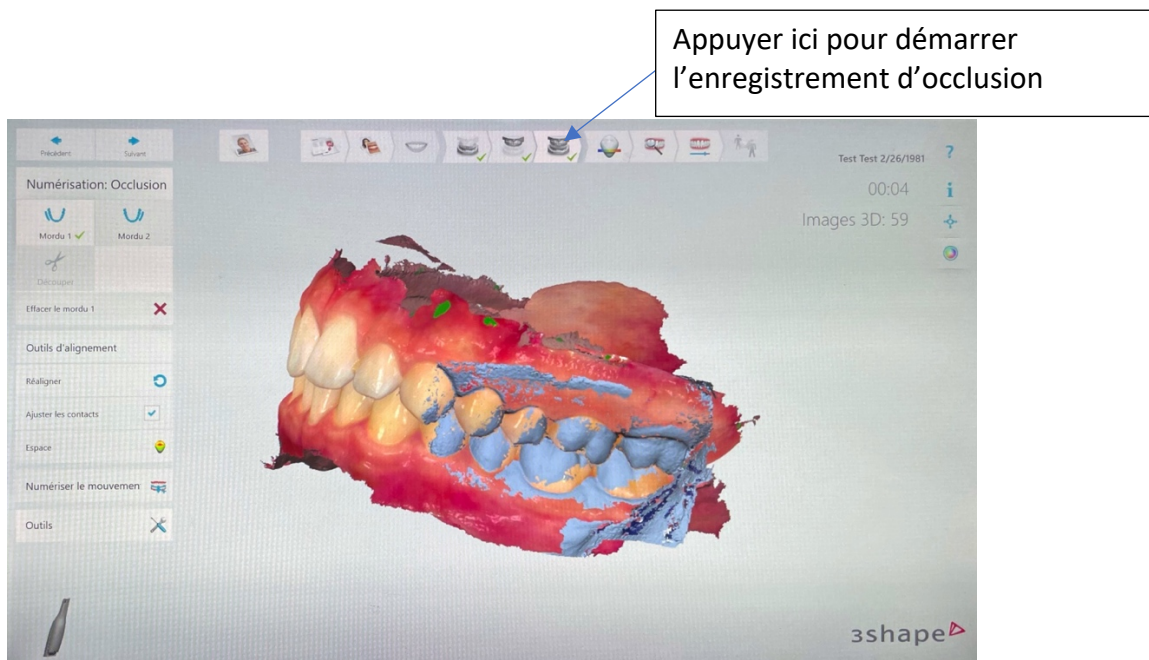 Appuyer ici pour démarrer
l’enregistrement d’occlusion
Précédent
Suivant
Test Test 2/26/1981
?
Numérisation: Occlusion
00:04
i
Mordu 1
Mordu 2
Images 3D: 59
Découper
Effacer le mordu 1
Outils d'alignement
Réaligner
Ajuster les contacts
Espace
Numériser le mouvemen
Outils
3shape